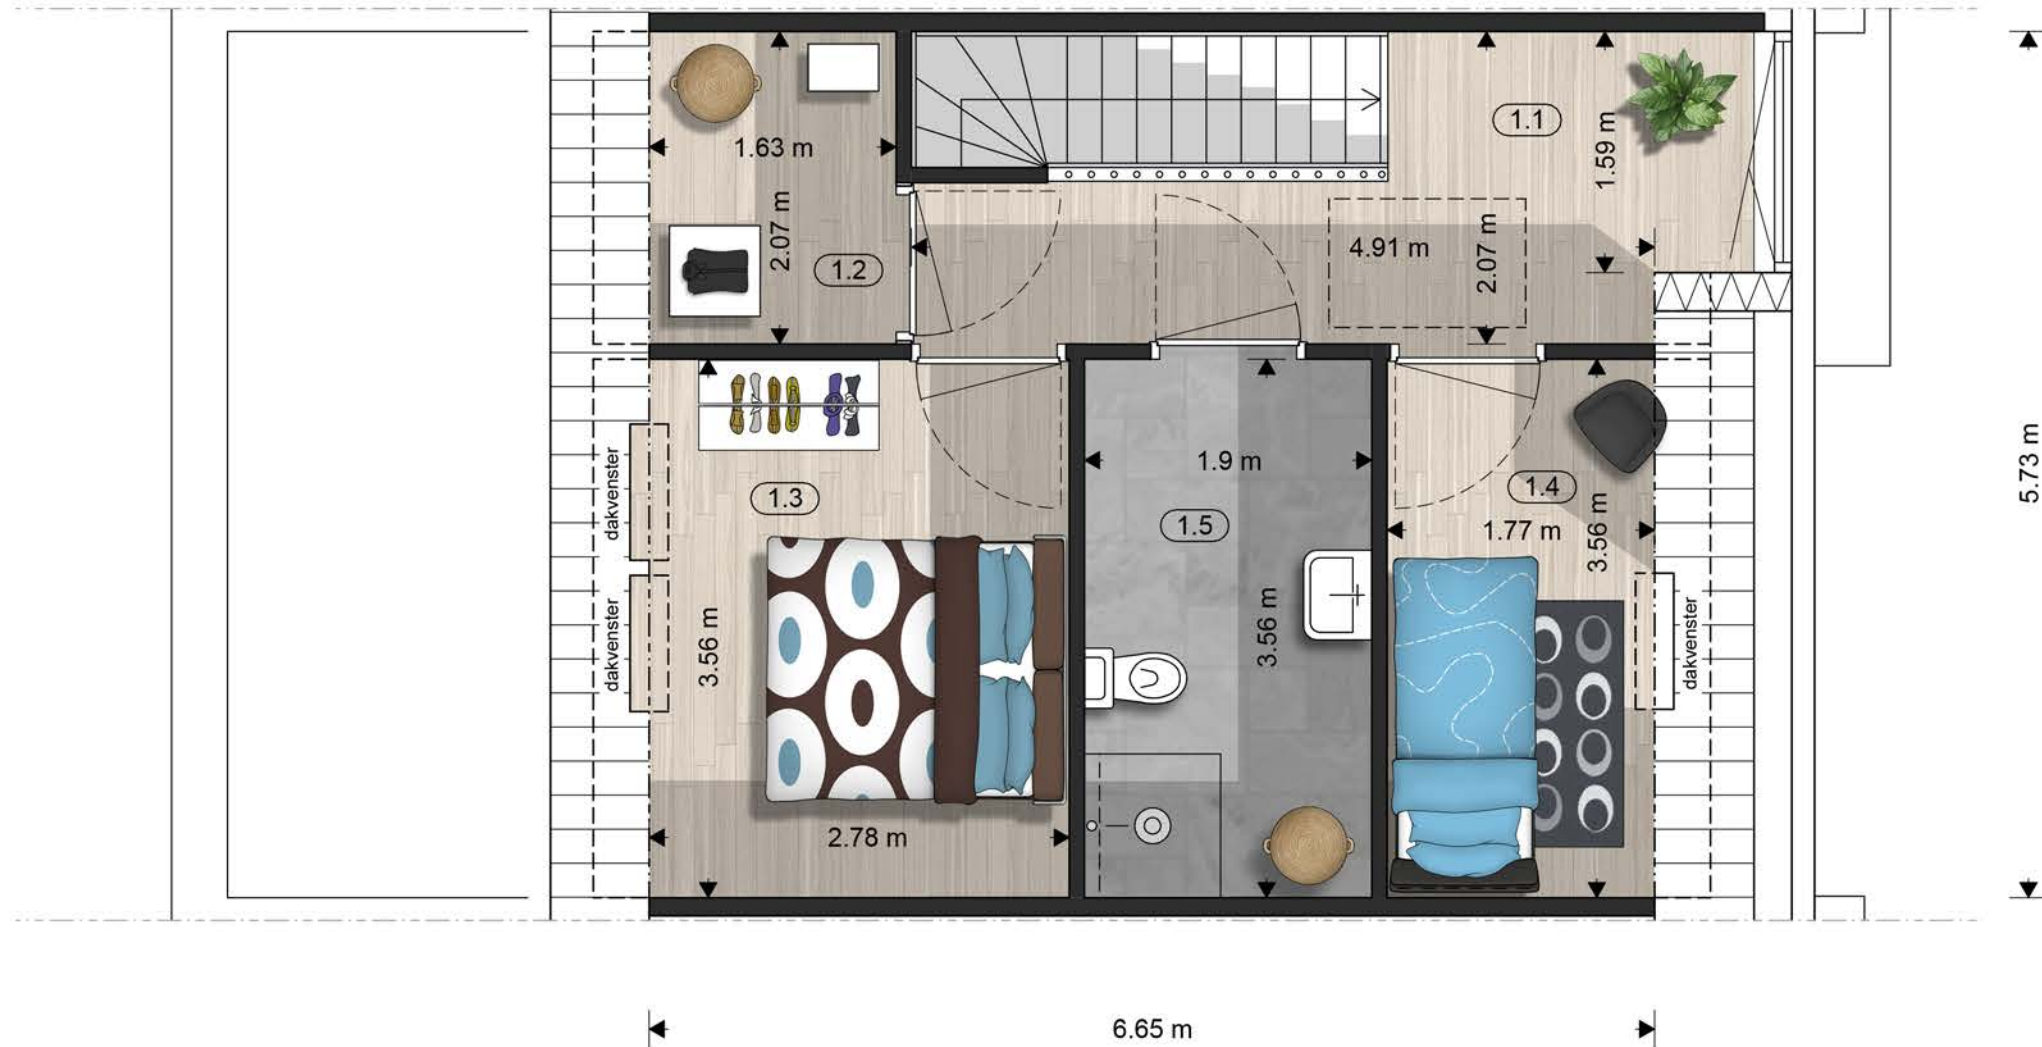 1.1
1.59 m
1.63 m
2.07 m
1.2
4.91 m
2.07 m
dakvenster
1.3
1.9 m
1.5
1.4
1.77 m
3.56 m
5.73 m
dakvenster
3.56 m
3.56 m
dakvenster
2.78 m
6.65 m